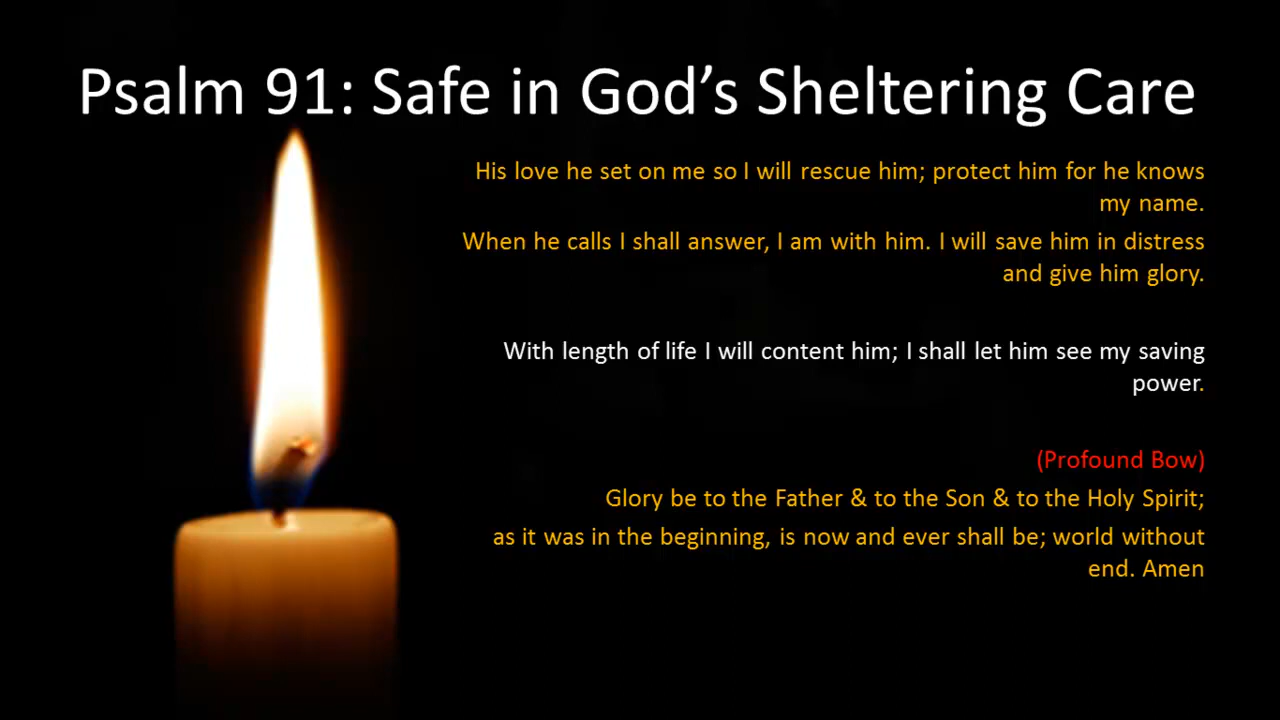 Psalm 91: Safe in God’s Sheltering Care
His love he set on me so I will rescue him; protect him for he knows
my name.
When he calls I shall answer, I am with him. I will save him in distress
and give him glory.
With length of life I will content him; I shall let him see my saving
power.
(Profound Bow)
Glory be to the Father & to the Son & to the Holy Spirit;
as it was in the beginning, is now and ever shall be; world without
end. Amen